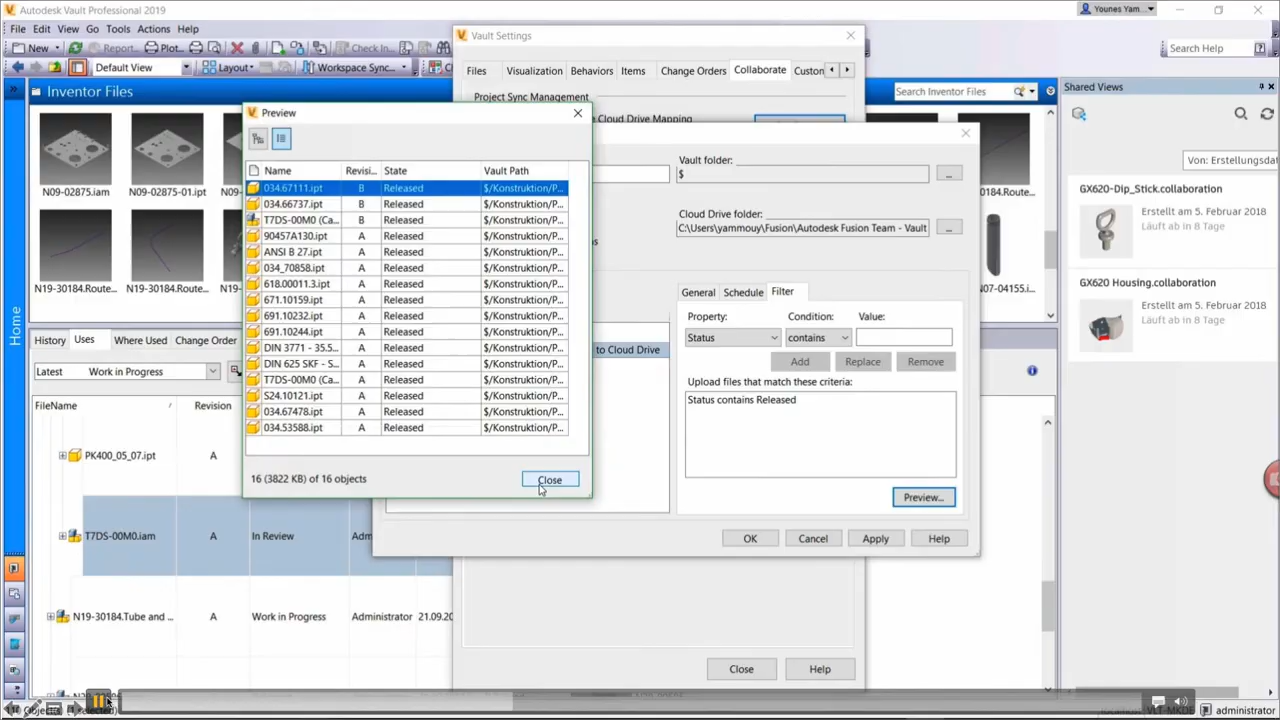 Autodesk Vault Professional 2019
Younes Yam...
File Edit View Go Tools Actions Help
New Report... Plot... Check In...
Search Help
Default View Layout Workspace Sync...
Inventor Files
Search Inventor Files
N09-02875.iam N09-02875-01.ipt
N19-30184.Route... N19-30184.Route...
N07-04155.i...
Home
History Uses Where Used Change Order
Latest Work in Progress
FileName Revision
PK400_05_07.ipt A
T7DS-00M0.iam A In Review
N19-30184.Tube and ... A Work in Progress Administrator 21.09.20
Vault Settings
Files Visualization Behaviors Items Change Orders Collaborate Custom
Project Sync Management
Cloud Drive Mapping
Vault folder:
$
...
Cloud Drive folder:
C:\Users\yammouy\Fusion\Autodesk Fusion Team - Vault
...
to Cloud Drive
General Schedule Filter
Property: Condition: Value:
Status contains
Add Replace Remove
Upload files that match these criteria:
Status contains Released
Preview...
OK Cancel Apply Help
Close Help
Preview
Name Revisi... State Vault Path
034.67111.ipt B Released $/Konstruktion/P...
034.66737.ipt B Released $/Konstruktion/P...
T7DS-00M0 (Ca... B Released $/Konstruktion/P...
90457A130.ipt A Released $/Konstruktion/P...
ANSI B 27.ipt A Released $/Konstruktion/P...
034_70858.ipt A Released $/Konstruktion/P...
618.00011.3.ipt A Released $/Konstruktion/P...
671.10159.ipt A Released $/Konstruktion/P...
691.10232.ipt A Released $/Konstruktion/P...
691.10244.ipt A Released $/Konstruktion/P...
DIN 3771 - 35.5... A Released $/Konstruktion/P...
DIN 625 SKF - S... A Released $/Konstruktion/P...
T7DS-00M0 (Ca... A Released $/Konstruktion/P...
S24.10121.ipt A Released $/Konstruktion/P...
034.67478.ipt A Released $/Konstruktion/P...
034.53588.ipt A Released $/Konstruktion/P...
16 (3822 KB) of 16 objects
Close
Shared Views
Von: Erstellungsda
GX620-Dip_Stick.collaboration
Erstellt am 5. Februar 2018
Läuft ab in 8 Tage
GX620 Housing.collaboration
Erstellt am 5. Februar 2018
Läuft ab in 8 Tage
administrator